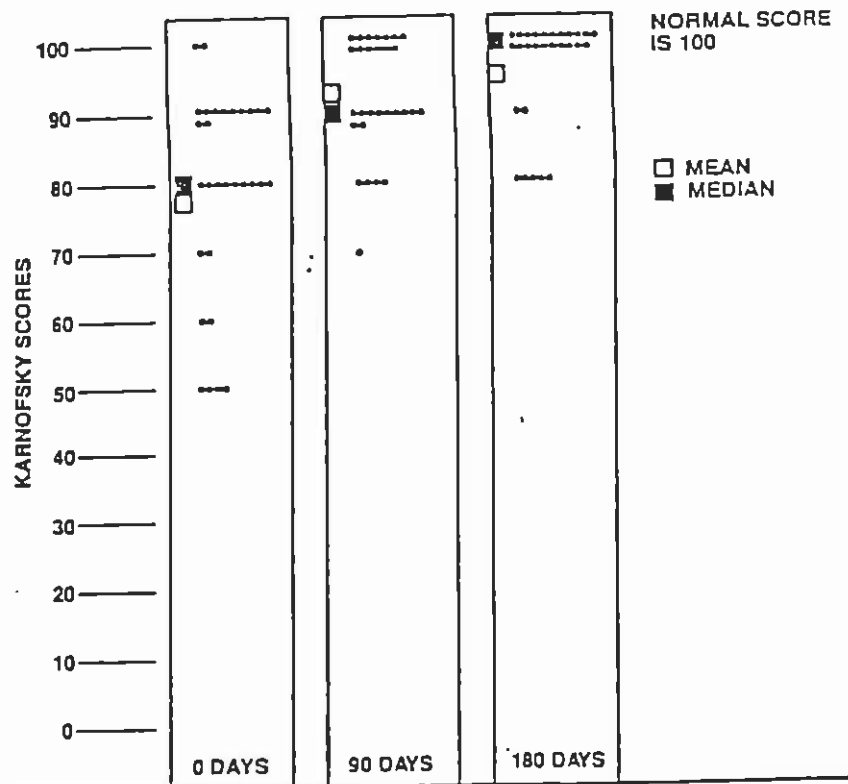 NORMAL SCORE
IS 100
MEAN
MEDIAN
KARNOFSKY SCORES
100
90
80
70
60
50
40
30
20
10
0
0 DAYS
90 DAYS
180 DAYS